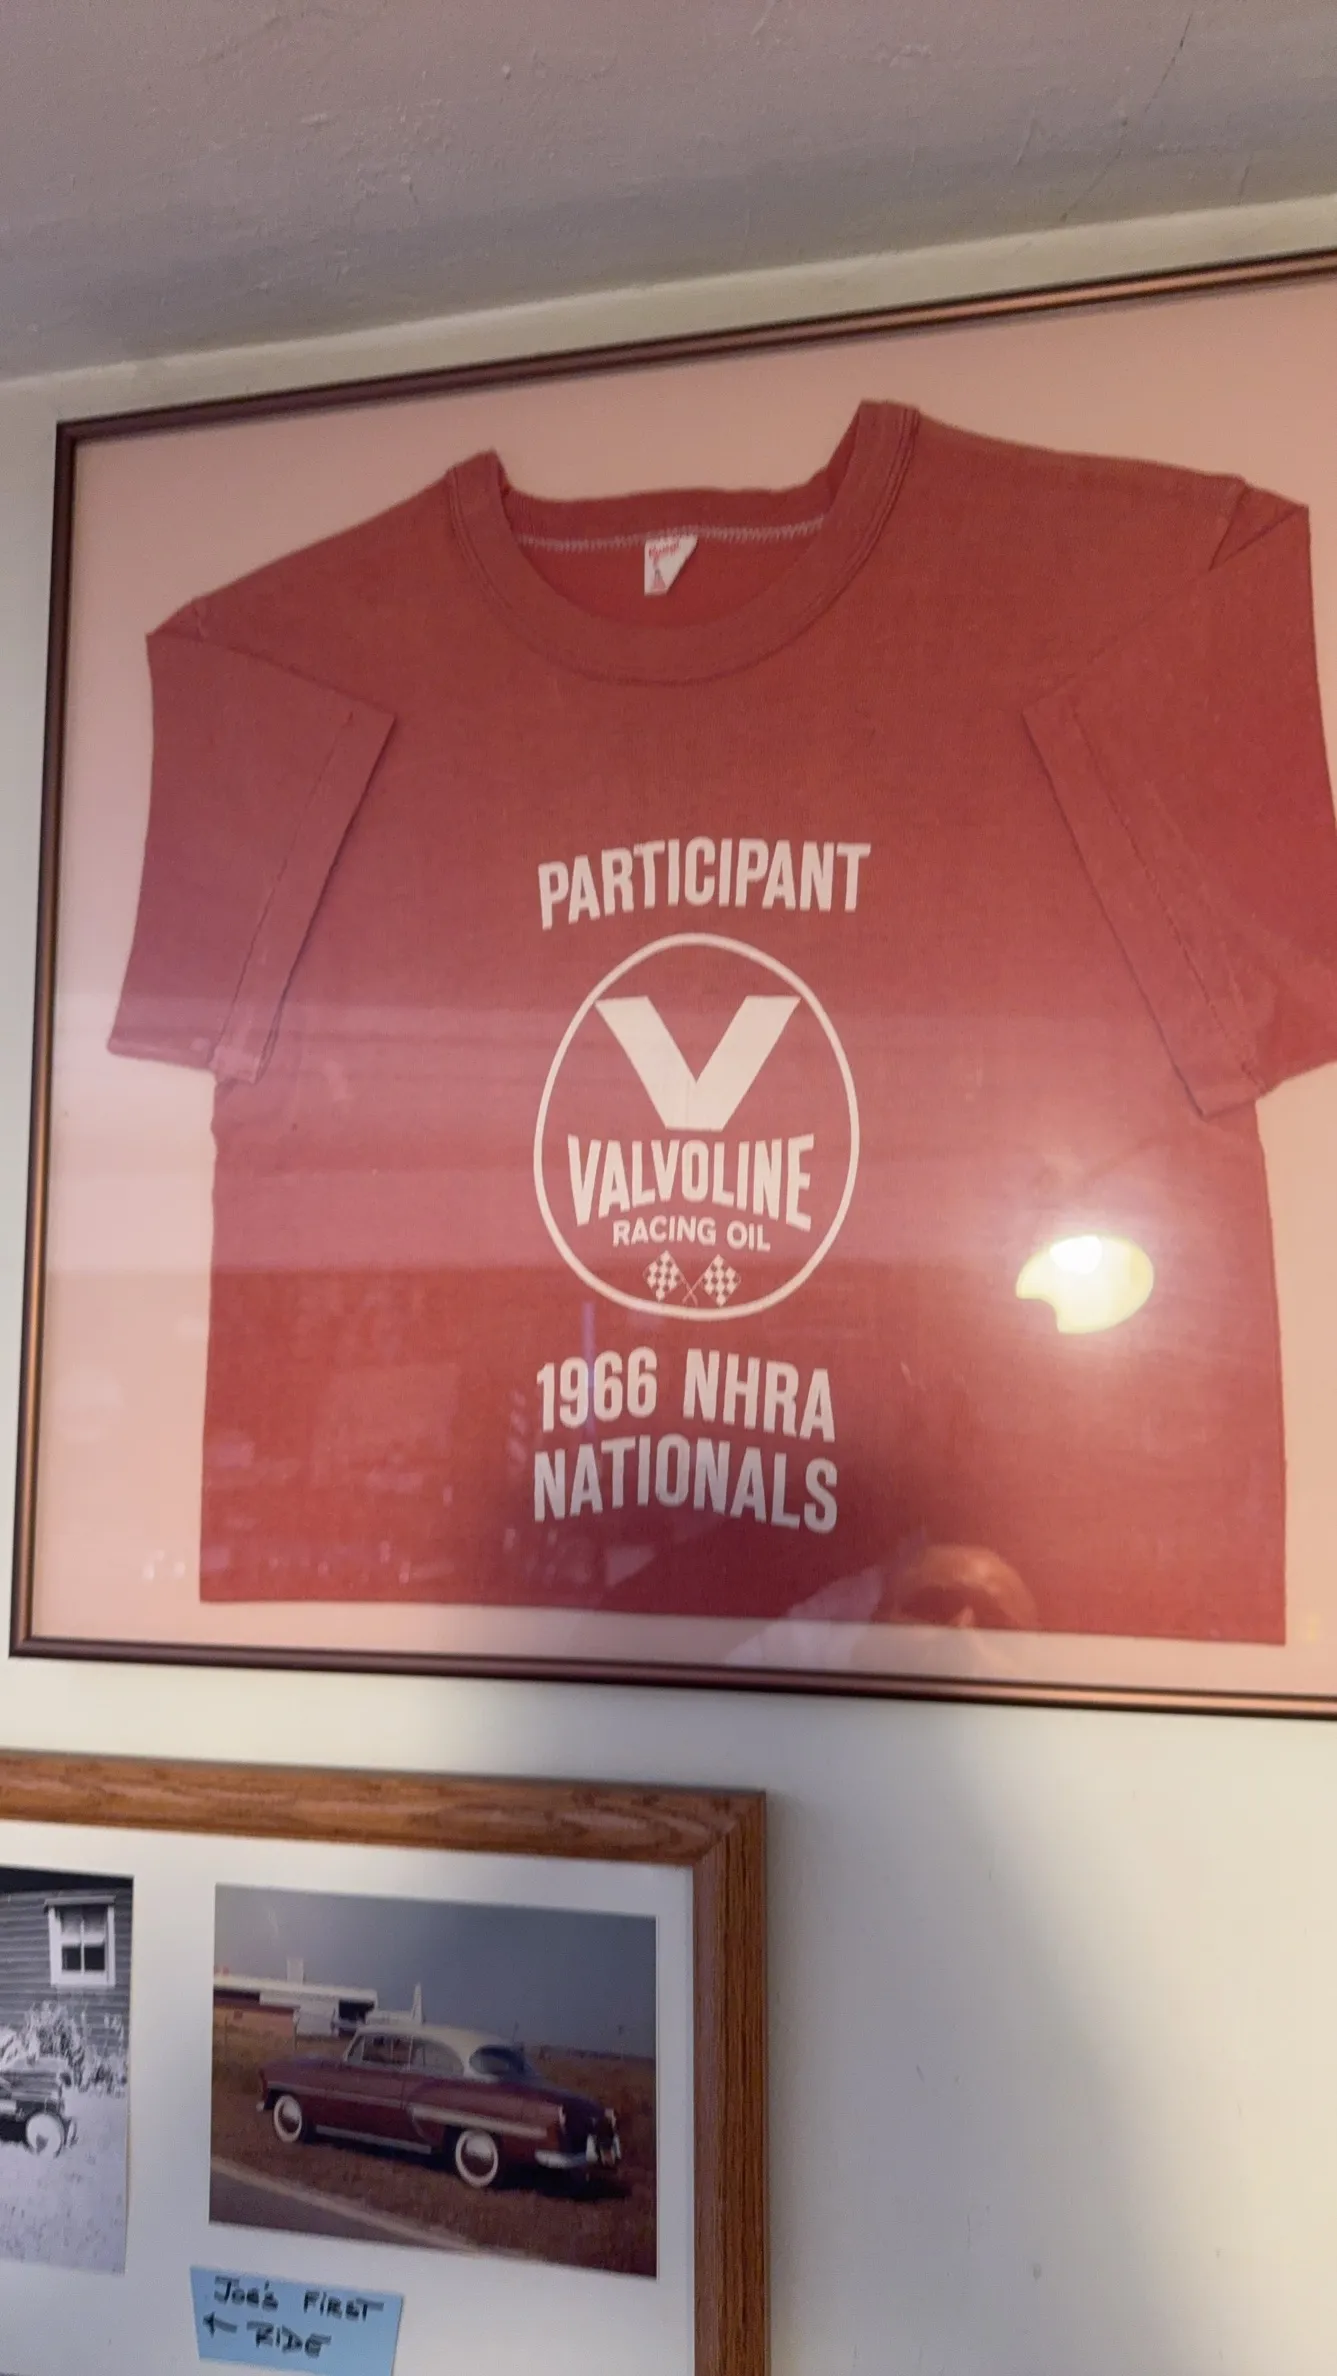 PARTICIPANT
V
VALVOLINE
RACING OIL
1966 NHRA
NATIONALS
JOE'S FIRST
← RIDE